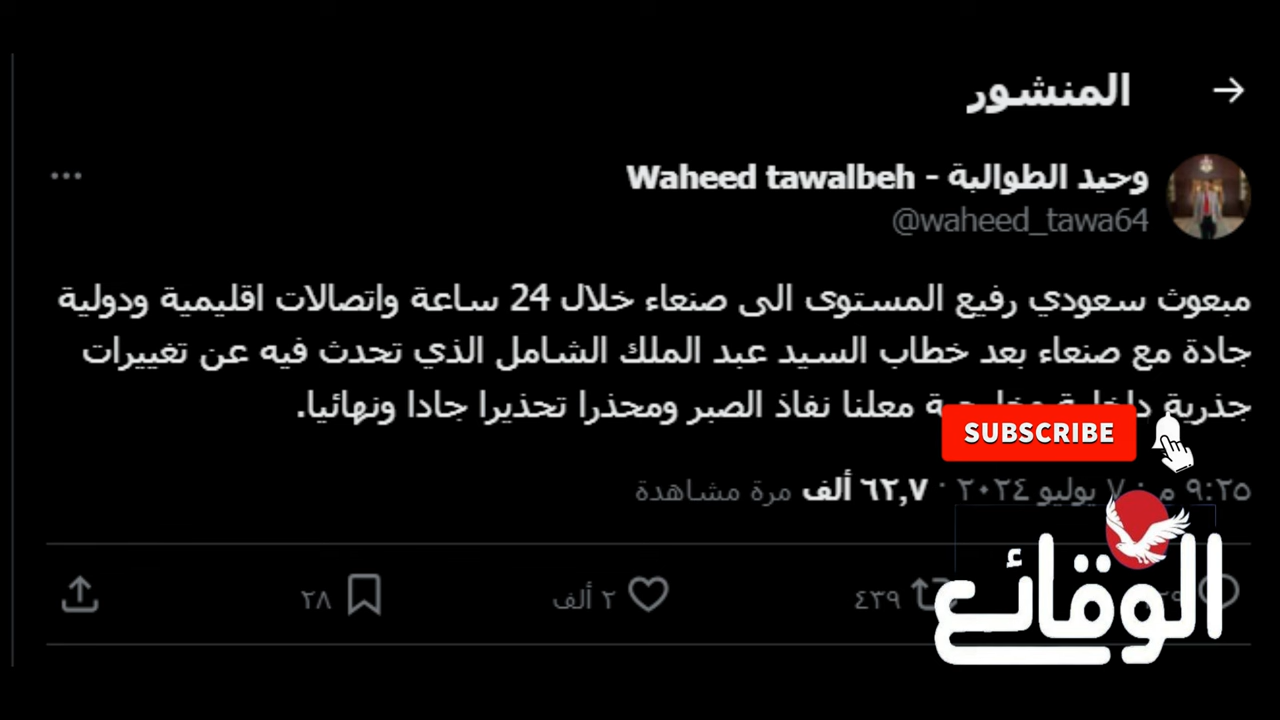 المنشور
وحيد الطوالبة - Waheed tawalbeh
@waheed_tawa64
مبعوث سعودي رفيع المستوى الى صنعاء خلال 24 ساعة واتصالات اقليمية ودولية
جادة مع صنعاء بعد خطاب السيد عبد الملك الشامل الذي تحدث فيه عن تغييرات
جذرية داخلية معلنا نفاذ الصبر ومحذرا تحذيرا جادا ونهائيا.
SUBSCRIBE
٩:٢٥ م · ٧ يوليو ٢٠٢٤ · ٦٢,٧ ألف مرة مشاهدة
٤٣٩ ٢ ألف ٢٨
الوقائع